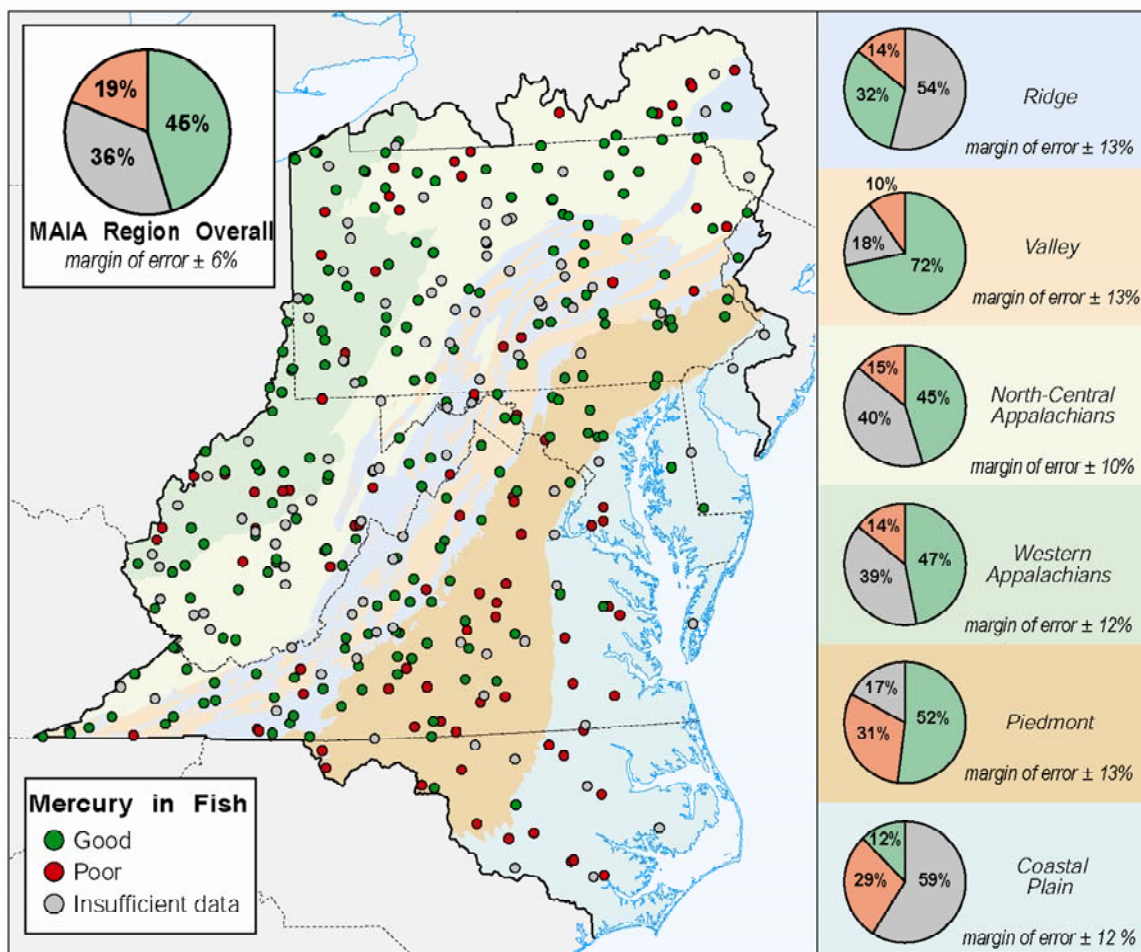 19%
45%
36%
MAIA Region Overall
margin of error ± 6%
Mercury in Fish
Good
Poor
Insufficient data
14%
32%
54%
Ridge
margin of error ± 13%
10%
18%
72%
Valley
margin of error ± 13%
15%
45%
40%
North-Central
Appalachians
margin of error ± 10%
14%
47%
39%
Western
Appalachians
margin of error ± 12%
17%
52%
31%
Piedmont
margin of error ± 13%
12%
29%
59%
Coastal
Plain
margin of error ± 12 %